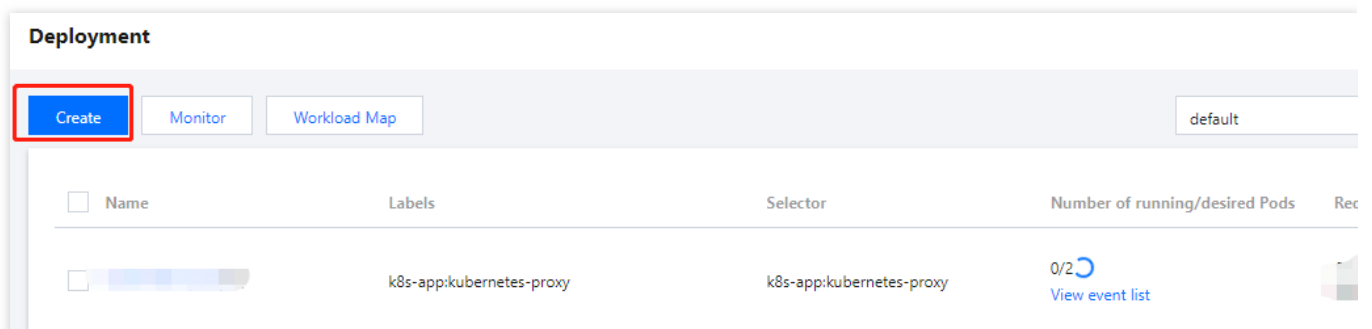 Deployment
Create Monitor Workload Map default
Name Labels Selector Number of running/desired Pods
k8s-app:kubernetes-proxy k8s-app:kubernetes-proxy 0/2
View event list